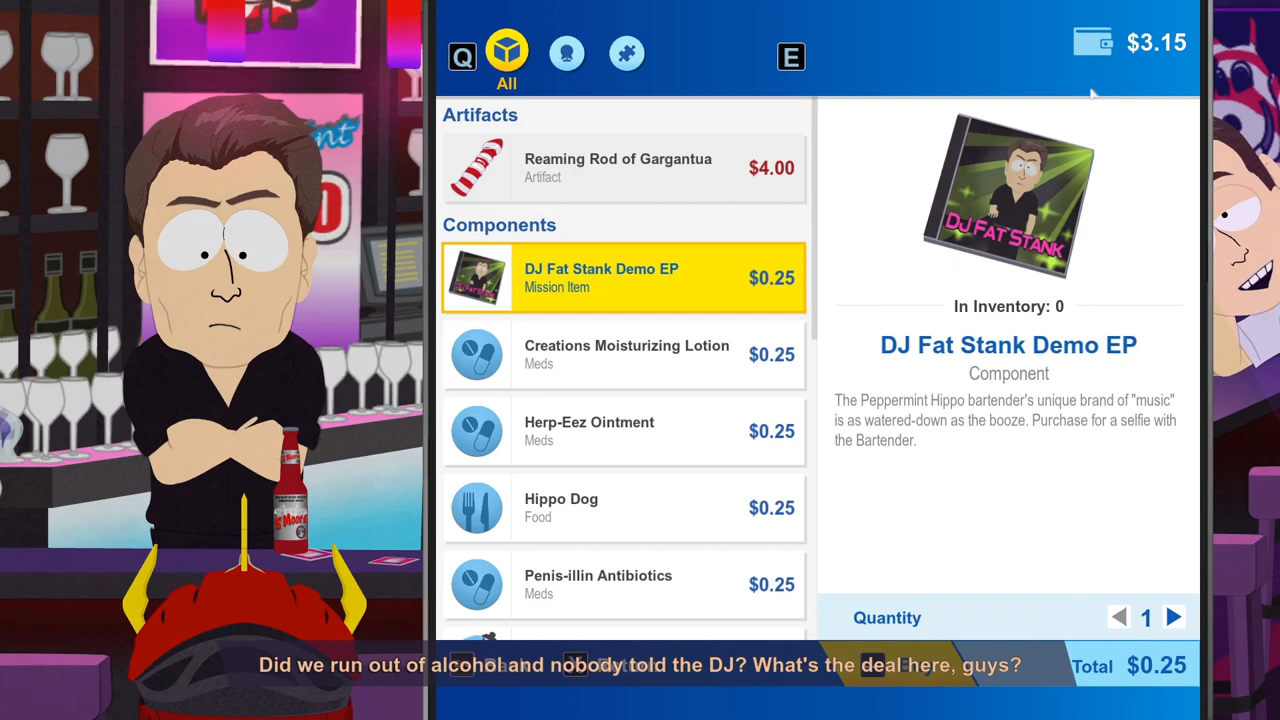 Q
All
E
$3.15
Artifacts
Reaming Rod of Gargantua
Artifact
$4.00
Components
DJ Fat Stank Demo EP
Mission Item
$0.25
Creations Moisturizing Lotion
Meds
$0.25
Herp-Eez Ointment
Meds
$0.25
Hippo Dog
Food
$0.25
Penis-illin Antibiotics
Meds
$0.25
DJ FAT STANK
In Inventory: 0
DJ Fat Stank Demo EP
Component
The Peppermint Hippo bartender's unique brand of "music"
is as watered-down as the booze. Purchase for a selfie with
the Bartender.
Quantity
1
Total $0.25
Did we run out of alcohol and nobody told the DJ? What's the deal here, guys?